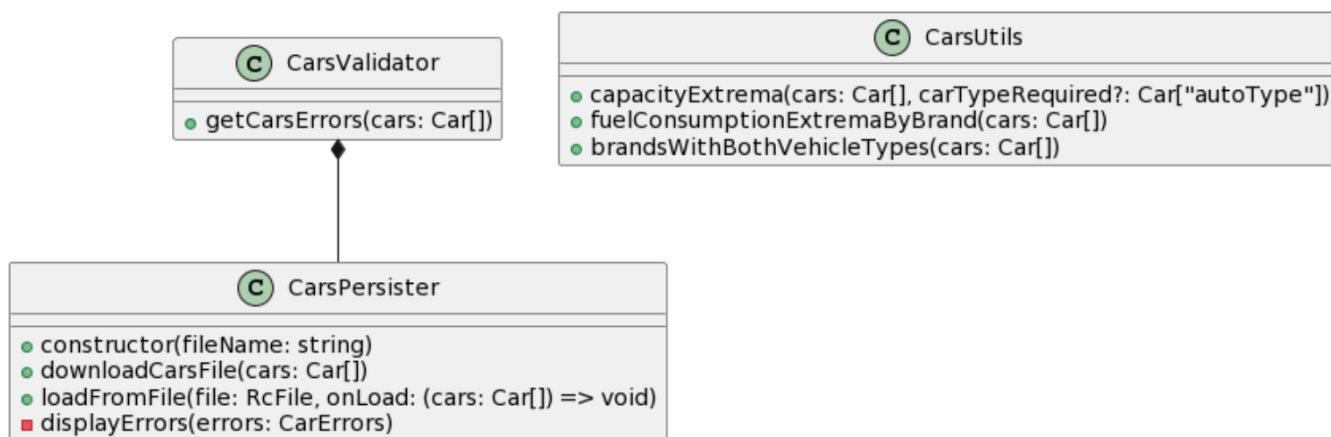 C CarsValidator
getCarsErrors(cars: Car[])
C CarsUtils
capacityExtrema(cars: Car[], carTypeRequired?: Car["autoType"])
fuelConsumptionExtremaByBrand(cars: Car[])
brandsWithBothVehicleTypes(cars: Car[])
C CarsPersister
constructor(fileName: string)
downloadCarsFile(cars: Car[])
loadFromFile(file: RcFile, onLoad: (cars: Car[]) => void)
displayErrors(errors: CarErrors)